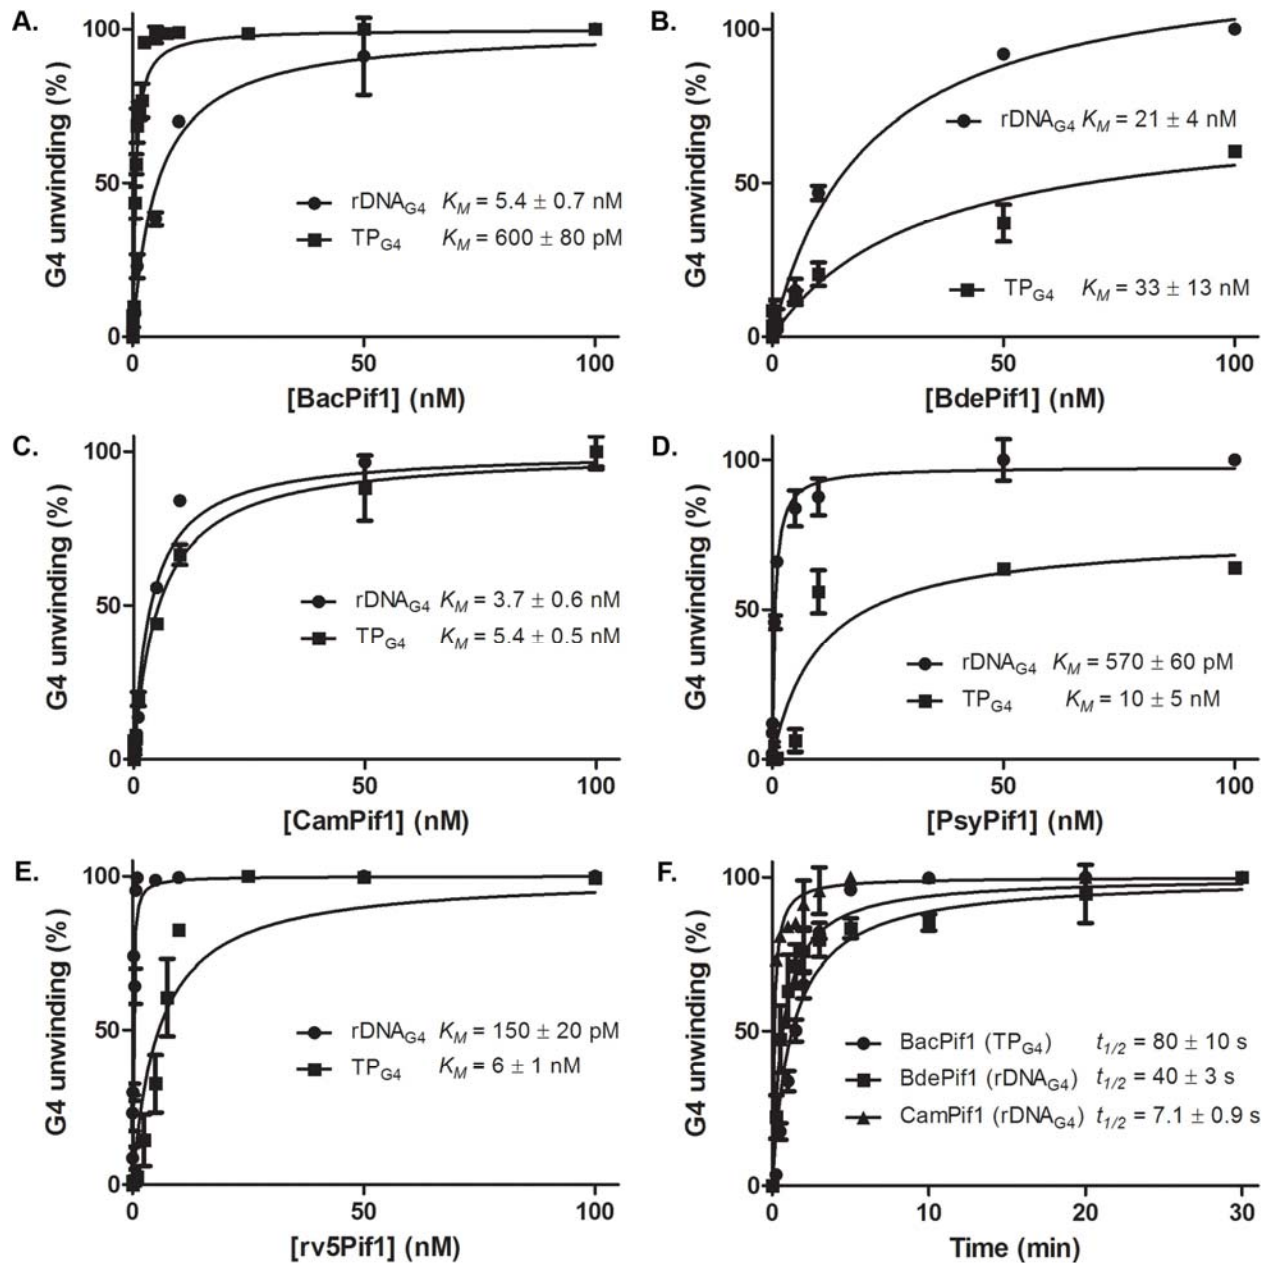 A.
G4 unwinding (%)
100
50
0
rDNAG4 KM = 5.4 ± 0.7 nM
TPG4 KM = 600 ± 80 pM
0 50 100
[BacPif1] (nM)
B.
G4 unwinding (%)
100
50
0
rDNAG4 KM = 21 ± 4 nM
TPG4 KM = 33 ± 13 nM
0 50 100
[BdePif1] (nM)
C.
G4 unwinding (%)
100
50
0
rDNAG4 KM = 3.7 ± 0.6 nM
TPG4 KM = 5.4 ± 0.5 nM
0 50 100
[CamPif1] (nM)
D.
G4 unwinding (%)
100
50
0
rDNAG4 KM = 570 ± 60 pM
TPG4 KM = 10 ± 5 nM
0 50 100
[PsyPif1] (nM)
E.
G4 unwinding (%)
100
50
0
rDNAG4 KM = 150 ± 20 pM
TPG4 KM = 6 ± 1 nM
0 50 100
[rv5Pif1] (nM)
F.
G4 unwinding (%)
100
50
0
BacPif1 (TPG4) t1/2 = 80 ± 10 s
BdePif1 (rDNAG4) t1/2 = 40 ± 3 s
CamPif1 (rDNAG4) t1/2 = 7.1 ± 0.9 s
0 10 20 30
Time (min)